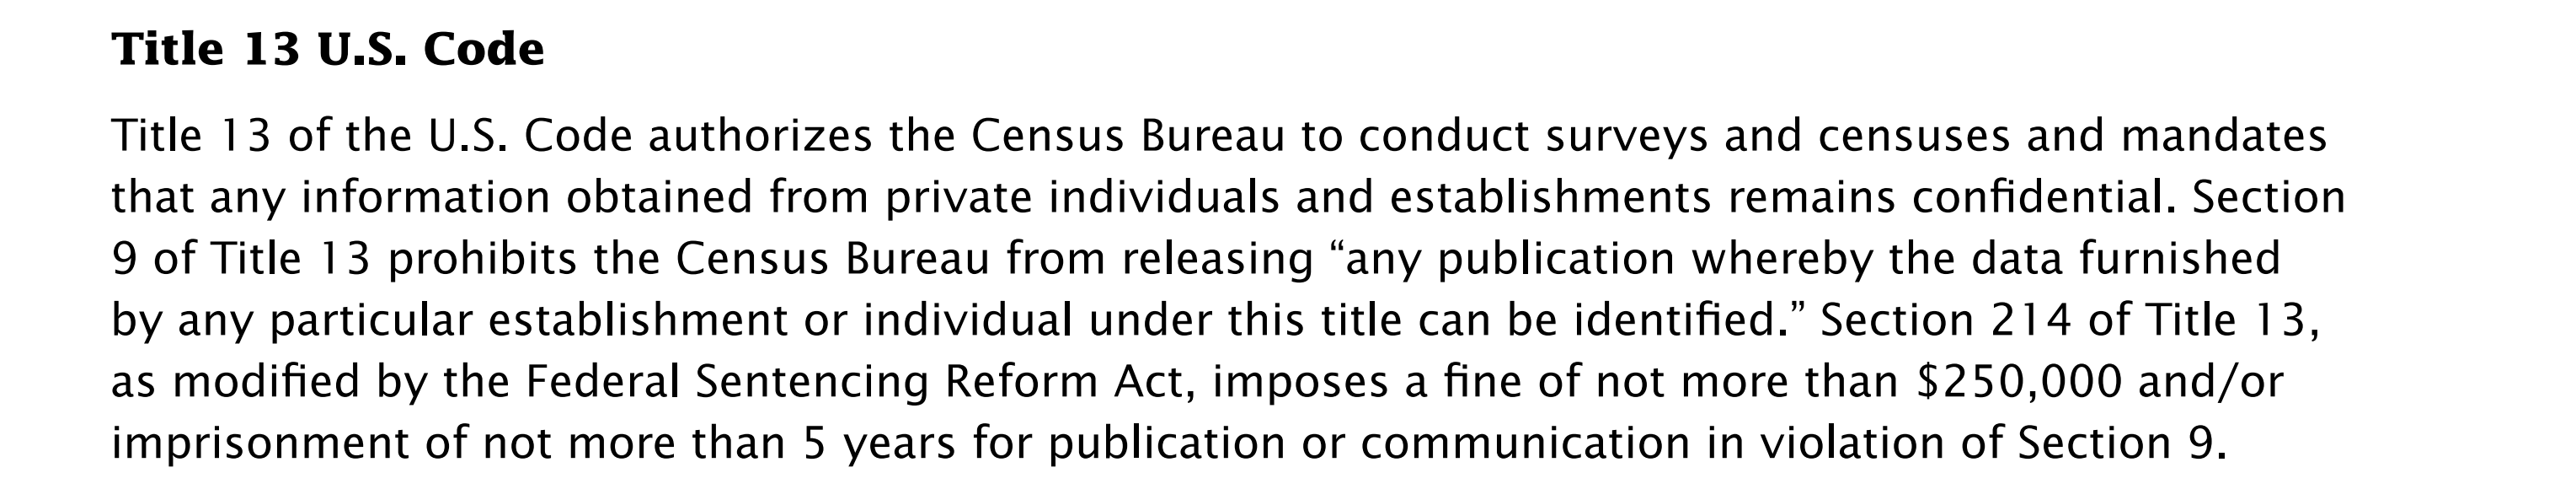 Title 13 U.S. Code
Title 13 of the U.S. Code authorizes the Census Bureau to conduct surveys and censuses and mandates
that any information obtained from private individuals and establishments remains confidential. Section
9 of Title 13 prohibits the Census Bureau from releasing “any publication whereby the data furnished
by any particular establishment or individual under this title can be identified.” Section 214 of Title 13,
as modified by the Federal Sentencing Reform Act, imposes a fine of not more than $250,000 and/or
imprisonment of not more than 5 years for publication or communication in violation of Section 9.